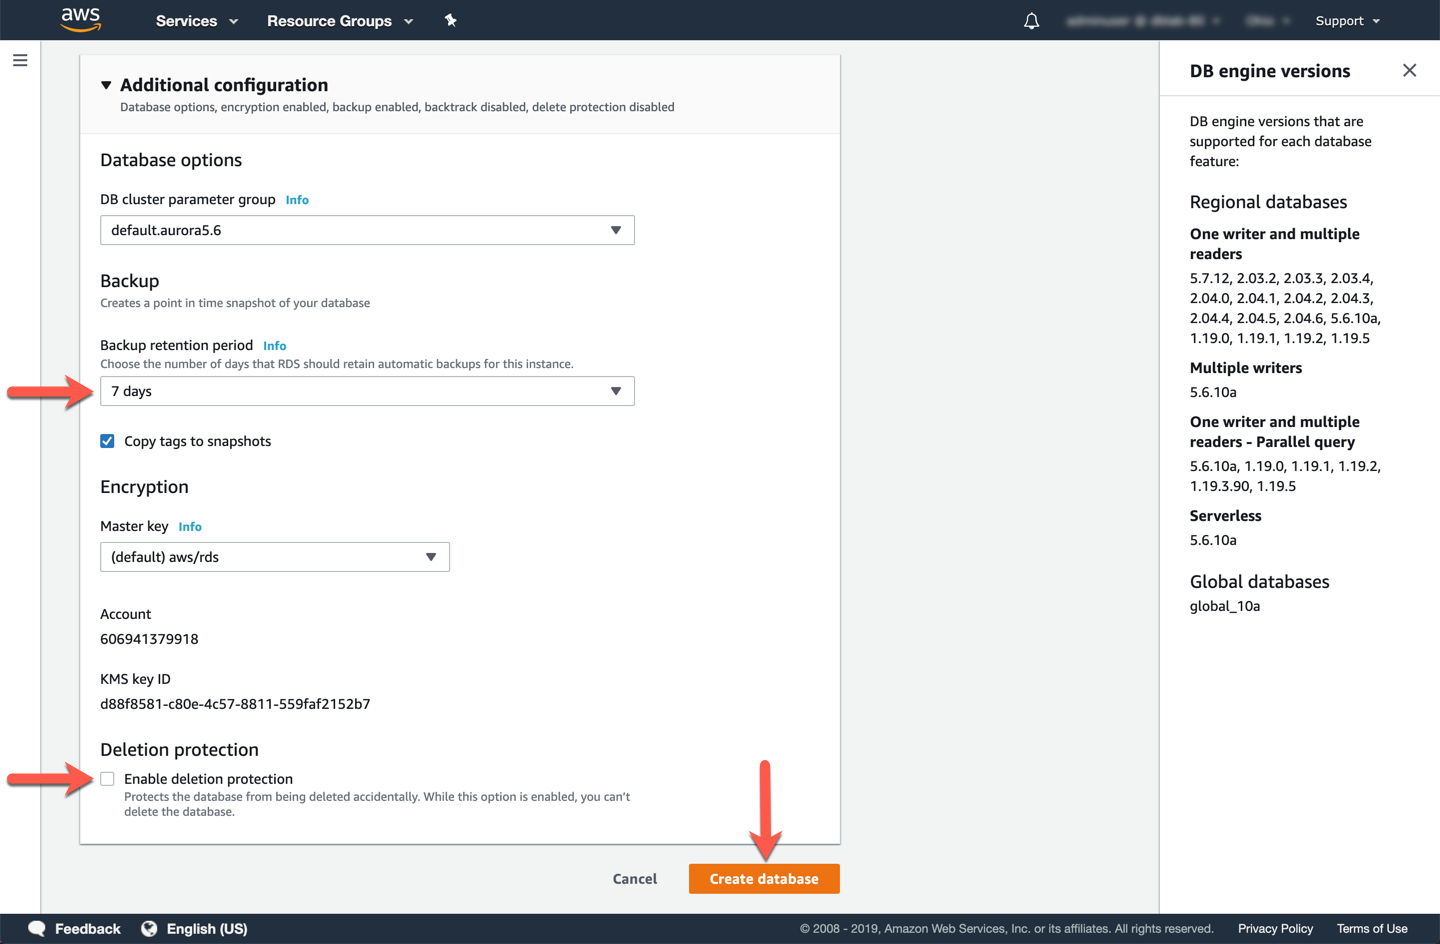 aws
Services
Resource Groups
Support
Additional configuration
Database options, encryption enabled, backup enabled, backtrack disabled, delete protection disabled
Database options
DB cluster parameter group Info
default.aurora5.6
Backup
Creates a point in time snapshot of your database
Backup retention period Info
Choose the number of days that RDS should retain automatic backups for this instance.
7 days
Copy tags to snapshots
Encryption
Master key Info
(default) aws/rds
Account
606941379918
KMS key ID
d88f8581-c80e-4c57-8811-559faf2152b7
Deletion protection
Enable deletion protection
Protects the database from being deleted accidentally. While this option is enabled, you can't
delete the database.
Cancel
Create database
DB engine versions
DB engine versions that are
supported for each database
feature:
Regional databases
One writer and multiple
readers
5.7.12, 2.03.2, 2.03.3, 2.03.4,
2.04.0, 2.04.1, 2.04.2, 2.04.3,
2.04.4, 2.04.5, 2.04.6, 5.6.10a,
1.19.0, 1.19.1, 1.19.2, 1.19.5
Multiple writers
5.6.10a
One writer and multiple
readers - Parallel query
5.6.10a, 1.19.0, 1.19.1, 1.19.2,
1.19.3.90, 1.19.5
Serverless
5.6.10a
Global databases
global_10a
Feedback
English (US)
© 2008 - 2019, Amazon Web Services, Inc. or its affiliates. All rights reserved.
Privacy Policy
Terms of Use